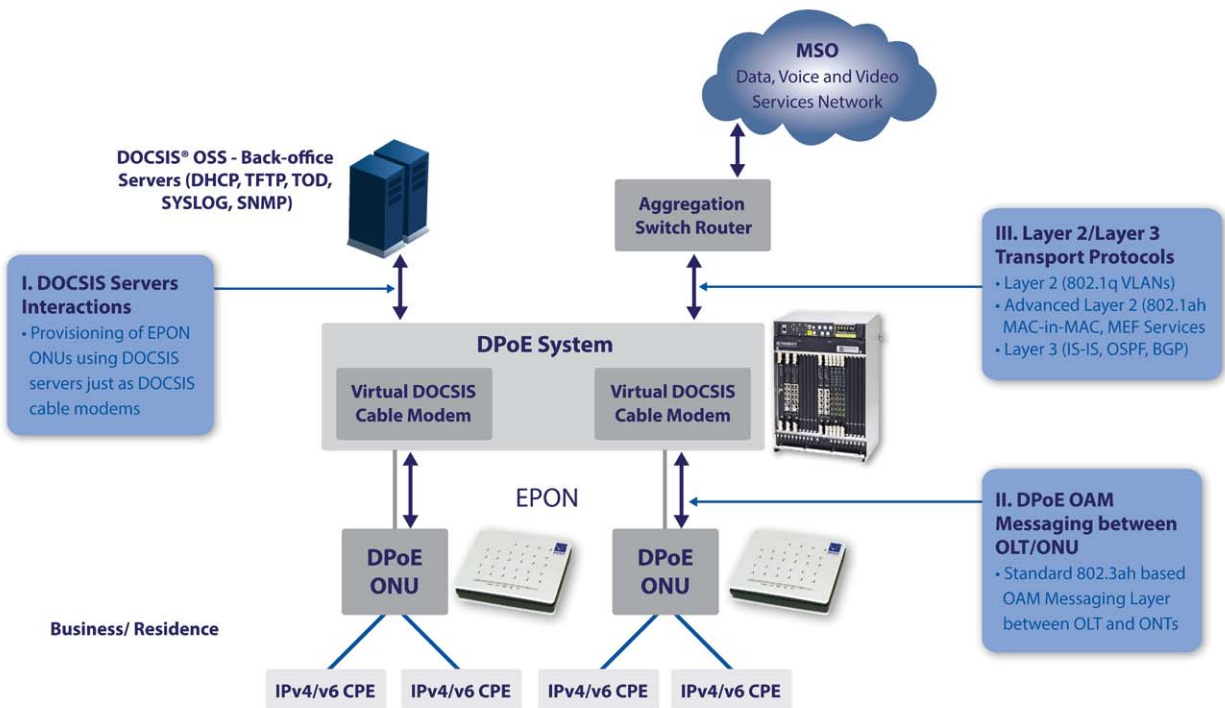 MSO
Data, Voice and Video
Services Network
DOCSIS® OSS - Back-office
Servers (DHCP, TFTP, TOD,
SYSLOG, SNMP)
Aggregation
Switch Router
I. DOCSIS Servers
Interactions
• Provisioning of EPON
ONUs using DOCSIS
servers just as DOCSIS
cable modems
III. Layer 2/Layer 3
Transport Protocols
• Layer 2 (802.1q VLANs)
• Advanced Layer 2 (802.1ah
MAC-in-MAC, MEF Services
• Layer 3 (IS-IS, OSPF, BGP)
DPoE System
Virtual DOCSIS
Cable Modem
Virtual DOCSIS
Cable Modem
EPON
II. DPoE OAM
Messaging between
OLT/ONU
• Standard 802.3ah based
OAM Messaging Layer
between OLT and ONTs
DPoE
ONU
DPoE
ONU
Business/ Residence
IPv4/v6 CPE
IPv4/v6 CPE
IPv4/v6 CPE
IPv4/v6 CPE